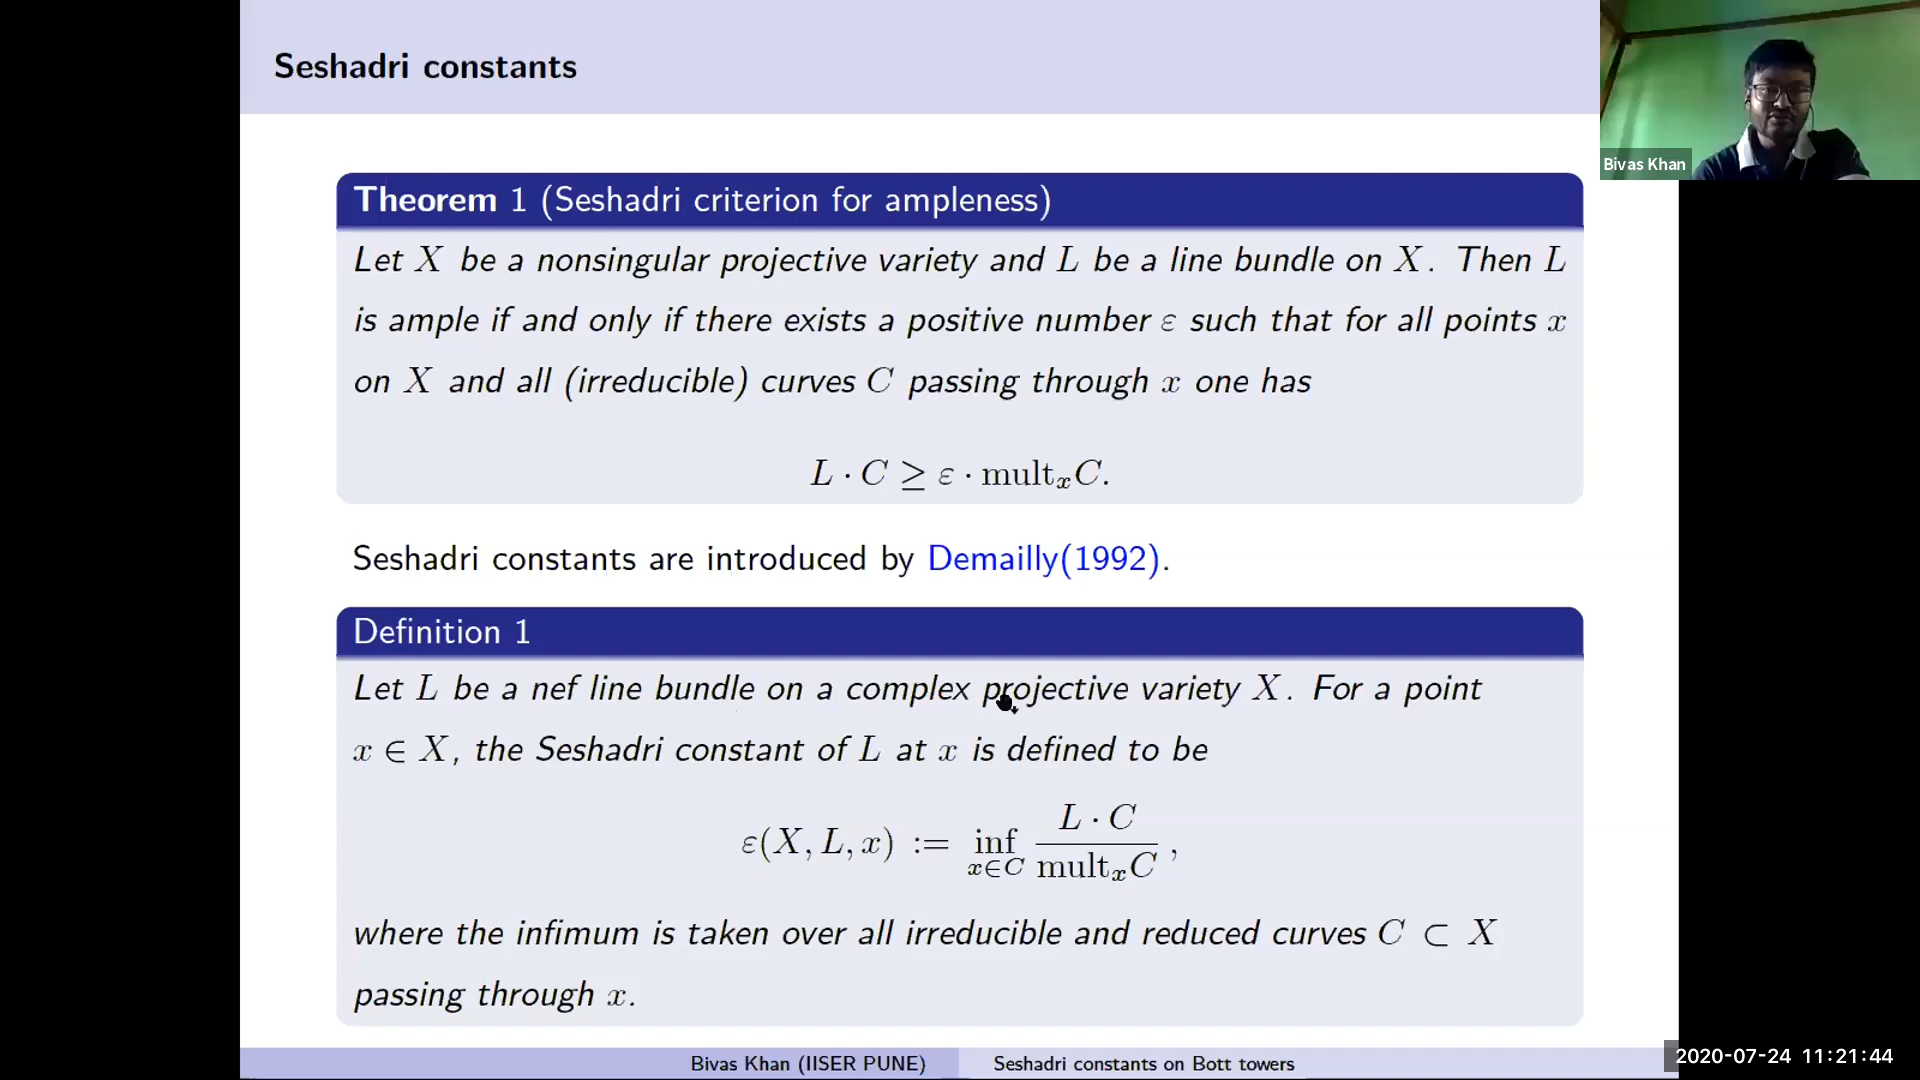 Seshadri constants
Bivas Khan
Theorem 1 (Seshadri criterion for ampleness)
Let X be a nonsingular projective variety and L be a line bundle on X. Then L
is ample if and only if there exists a positive number ε such that for all points x
on X and all (irreducible) curves C passing through x one has
L · C ≥ ε · mult_x C.
Seshadri constants are introduced by Demailly(1992).
Definition 1
Let L be a nef line bundle on a complex projective variety X. For a point
x ∈ X, the Seshadri constant of L at x is defined to be
ε(X, L, x) := inf_{x∈C} \frac{L · C}{mult_x C},
where the infimum is taken over all irreducible and reduced curves C ⊂ X
passing through x.
Bivas Khan (IISER PUNE) Seshadri constants on Bott towers
2020-07-24 11:21:44